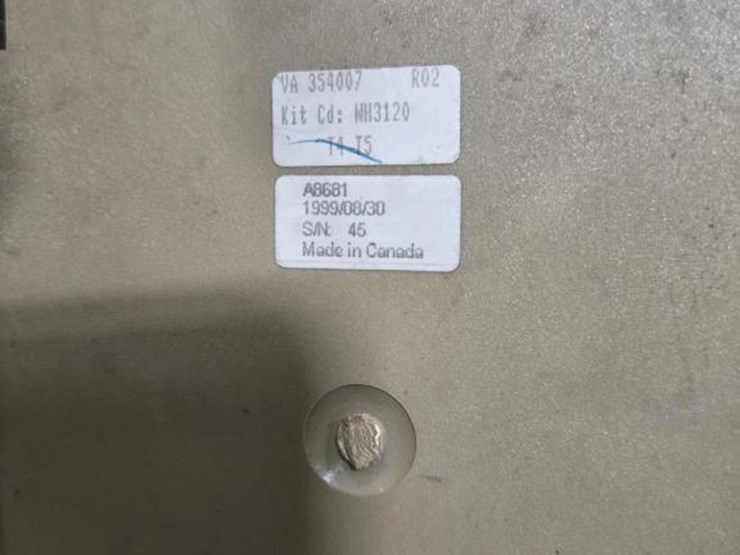 VA 354007 R02
Kit Cd: WH3120
T4-T5
A8681
1999/08/30
S/N: 45
Made in Canada